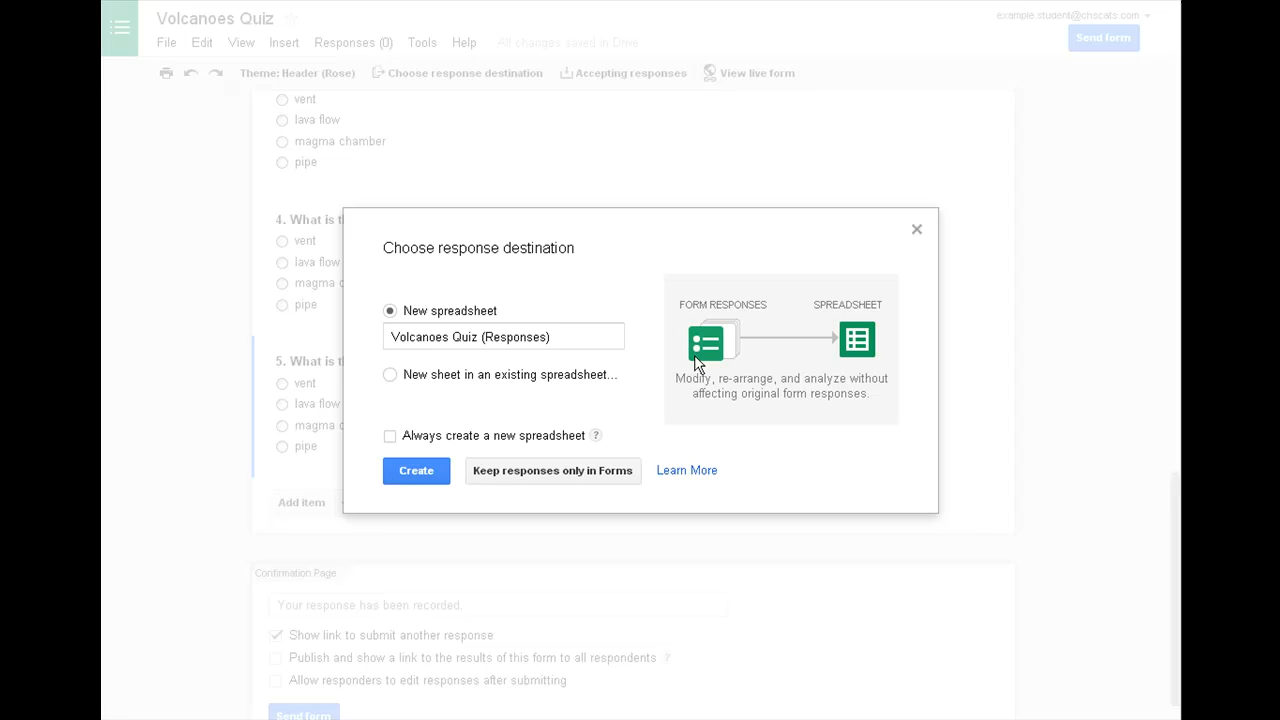 Volcanoes Quiz
example.student@chscats.com
File Edit View Insert Responses (0) Tools Help All changes saved in Drive
Send form
Theme: Header (Rose) Choose response destination Accepting responses View live form
vent
lava flow
magma chamber
pipe
4. What is th
vent
lava flow
magma c
pipe
5. What is th
vent
lava flow
magma c
pipe
Add item
Choose response destination
New spreadsheet
Volcanoes Quiz (Responses)
New sheet in an existing spreadsheet...
FORM RESPONSES SPREADSHEET
Modify, re-arrange, and analyze without
affecting original form responses.
Always create a new spreadsheet ?
Create Keep responses only in Forms Learn More
Confirmation Page
Your response has been recorded.
Show link to submit another response
Publish and show a link to the results of this form to all respondents ?
Allow responders to edit responses after submitting
Send form